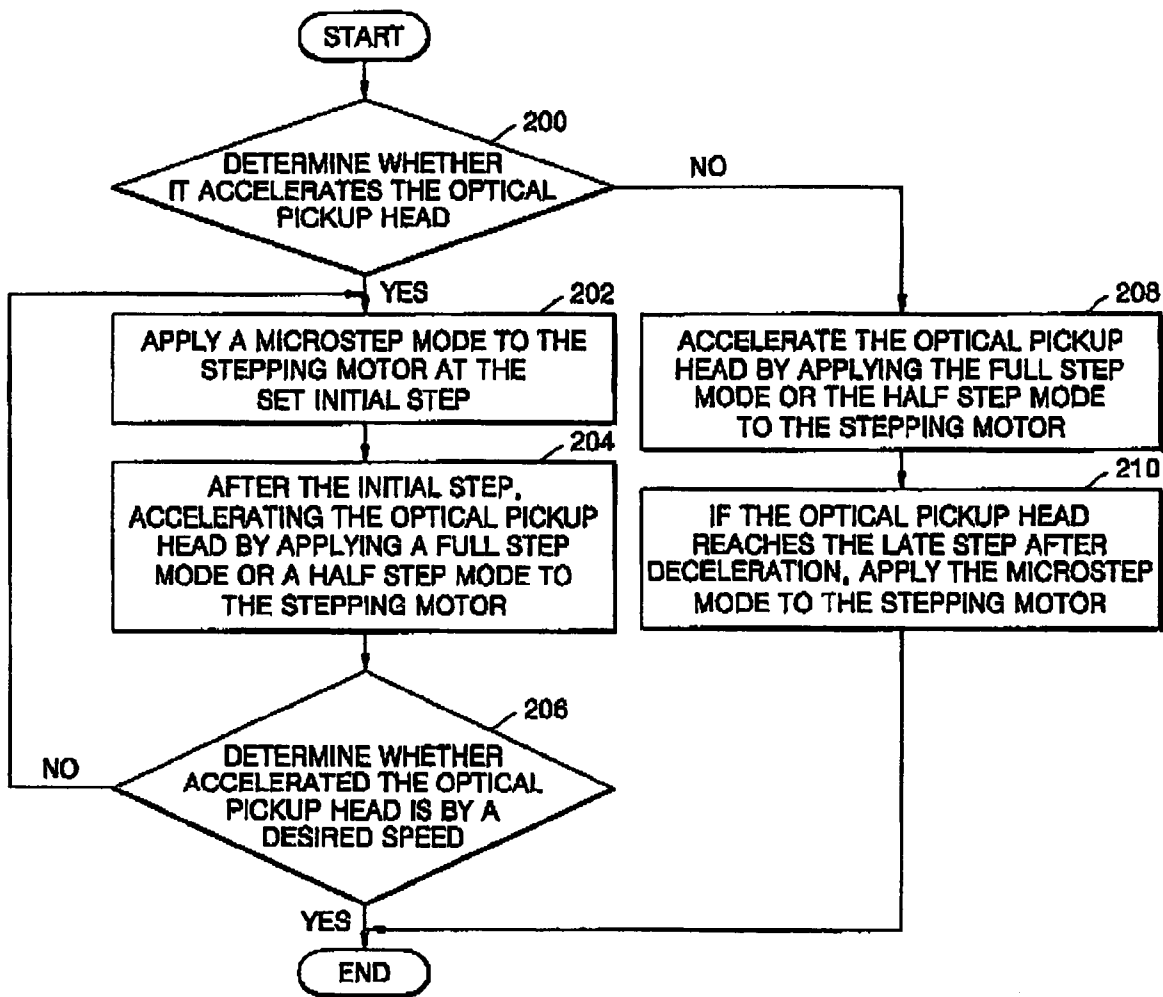 START
200
DETERMINE WHETHER
IT ACCELERATES THE OPTICAL
PICKUP HEAD
NO
YES
202
APPLY A MICROSTEP MODE TO THE
STEPPING MOTOR AT THE
SET INITIAL STEP
204
AFTER THE INITIAL STEP,
ACCELERATING THE OPTICAL PICKUP
HEAD BY APPLYING A FULL STEP
MODE OR A HALF STEP MODE TO
THE STEPPING MOTOR
206
DETERMINE WHETHER
ACCELERATED THE OPTICAL
PICKUP HEAD IS BY A
DESIRED SPEED
NO
YES
208
ACCELERATE THE OPTICAL PICKUP
HEAD BY APPLYING THE FULL STEP
MODE OR THE HALF STEP MODE
TO THE STEPPING MOTOR
210
IF THE OPTICAL PICKUP HEAD
REACHES THE LATE STEP AFTER
DECELERATION, APPLY THE MICROSTEP
MODE TO THE STEPPING MOTOR
END